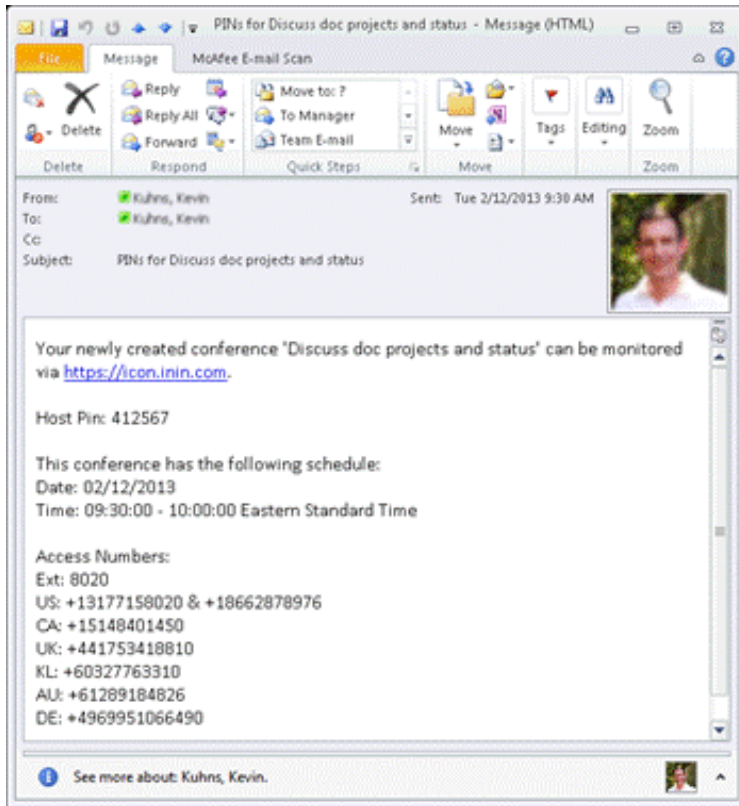 PINs for Discuss doc projects and status - Message (HTML)
File Message McAfee E-mail Scan
Delete
Reply
Reply All
Forward
Move to: ?
To Manager
Team E-mail
Move
Tags
Editing
Zoom
Delete Respond Quick Steps Move Zoom
From: Kuhns, Kevin Sent: Tue 2/12/2013 9:30 AM
To: Kuhns, Kevin
Cc:
Subject: PINs for Discuss doc projects and status
Your newly created conference "Discuss doc projects and status" can be monitored
via https://icon.inin.com.
Host Pin: 412567
This conference has the following schedule:
Date: 02/12/2013
Time: 09:30:00 - 10:00:00 Eastern Standard Time
Access Numbers:
Ext: 8020
US: +13177158020 & +18662878976
CA: +15148401450
UK: +441753418810
KL: +60327763310
AU: +61289184826
DE: +4969951066490
See more about: Kuhns, Kevin.